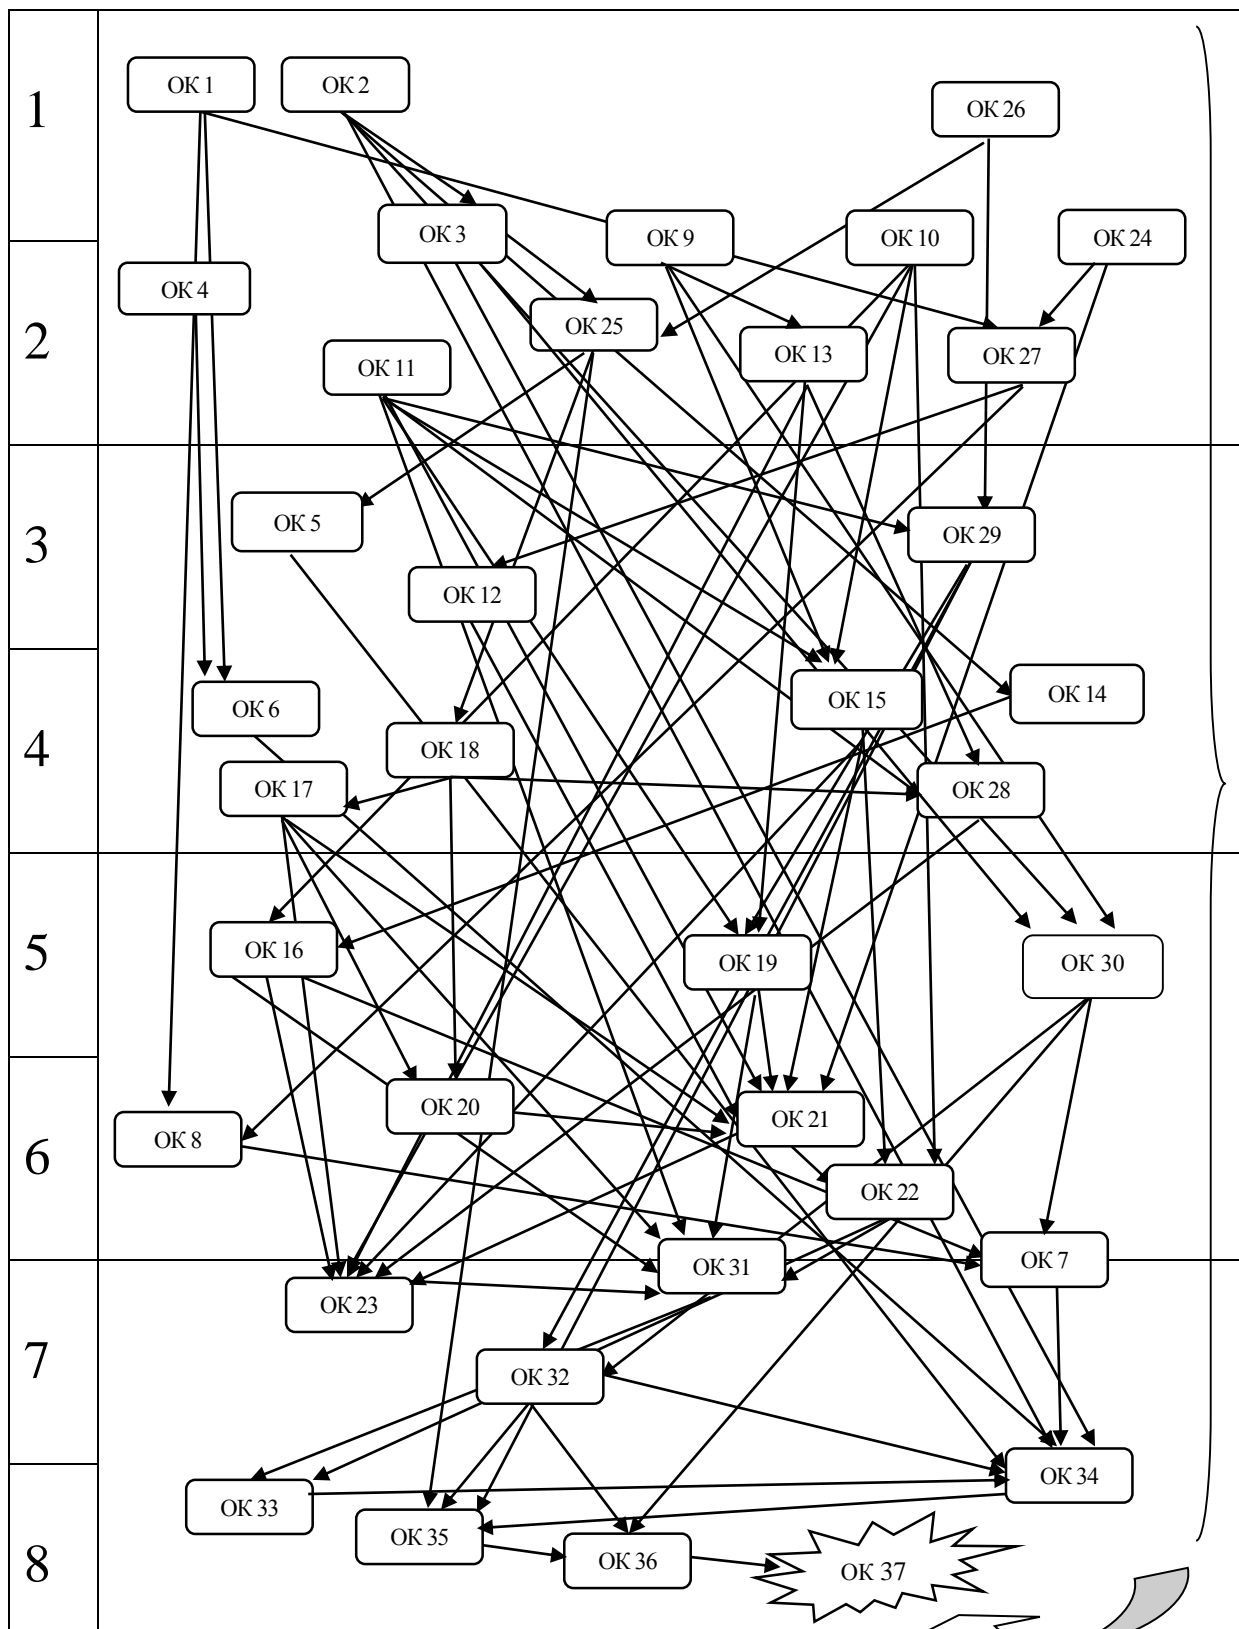 1
ОК 1
ОК 2
ОК 26
ОК 3
ОК 9
ОК 10
ОК 24
ОК 4
2
ОК 25
ОК 13
ОК 27
ОК 11
3
ОК 5
ОК 29
ОК 12
4
ОК 6
ОК 15
ОК 14
ОК 18
ОК 17
ОК 28
5
ОК 16
ОК 19
ОК 30
6
ОК 8
ОК 20
ОК 21
ОК 22
ОК 7
ОК 31
ОК 23
7
ОК 32
ОК 34
ОК 33
ОК 35
8
ОК 36
ОК 37